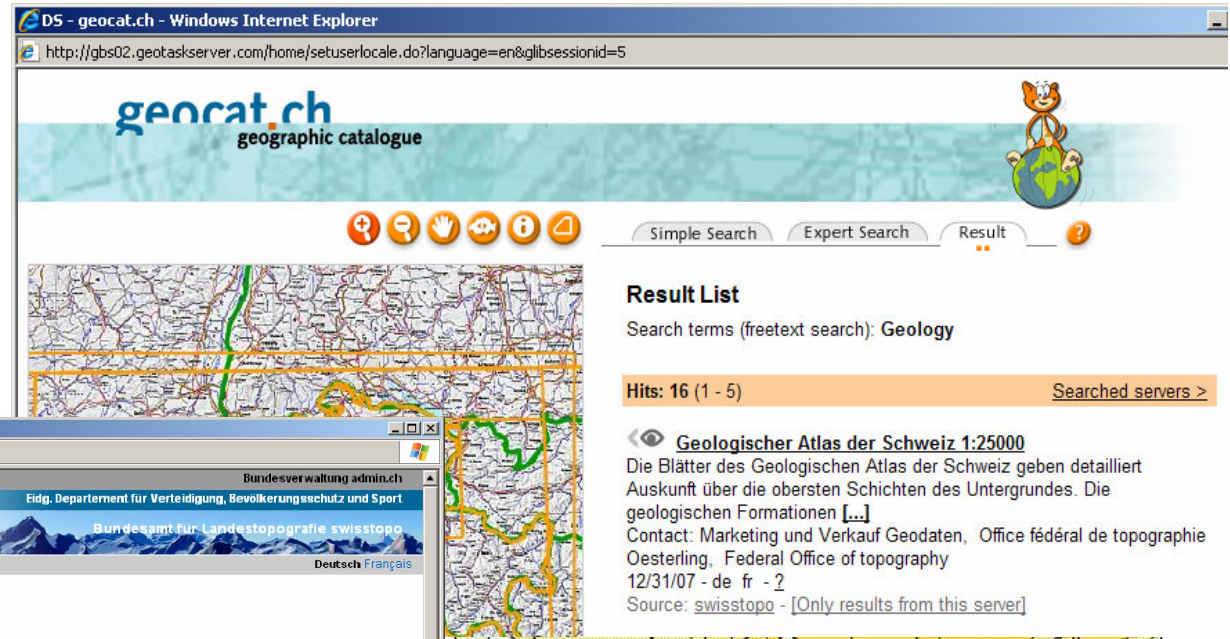 DS - geocat.ch - Windows Internet Explorer
http://gbs02.geotaskserver.com/home/setuserlocale.do?language=en&glibsessionid=5
geocat.ch
geographic catalogue
Simple Search
Expert Search
Result
?
Result List
Search terms (freetext search): Geology
Hits: 16 (1 - 5)
Searched servers >
Geologischer Atlas der Schweiz 1:25000
Die Blätter des Geologischen Atlas der Schweiz geben detailliert
Auskunft über die obersten Schichten des Untergrundes. Die
geologischen Formationen [...]
Contact: Marketing und Verkauf Geodaten, Office fédéral de topographie
Oesterling, Federal Office of topography
12/31/07 - de fr - ?
Source: swisstopo - [Only results from this server]
Bundesverwaltung admin.ch
Eidg. Departement für Verteidigung, Bevölkerungsschutz und Sport
Bundesamt für Landestopografie swisstopo
Deutsch Français